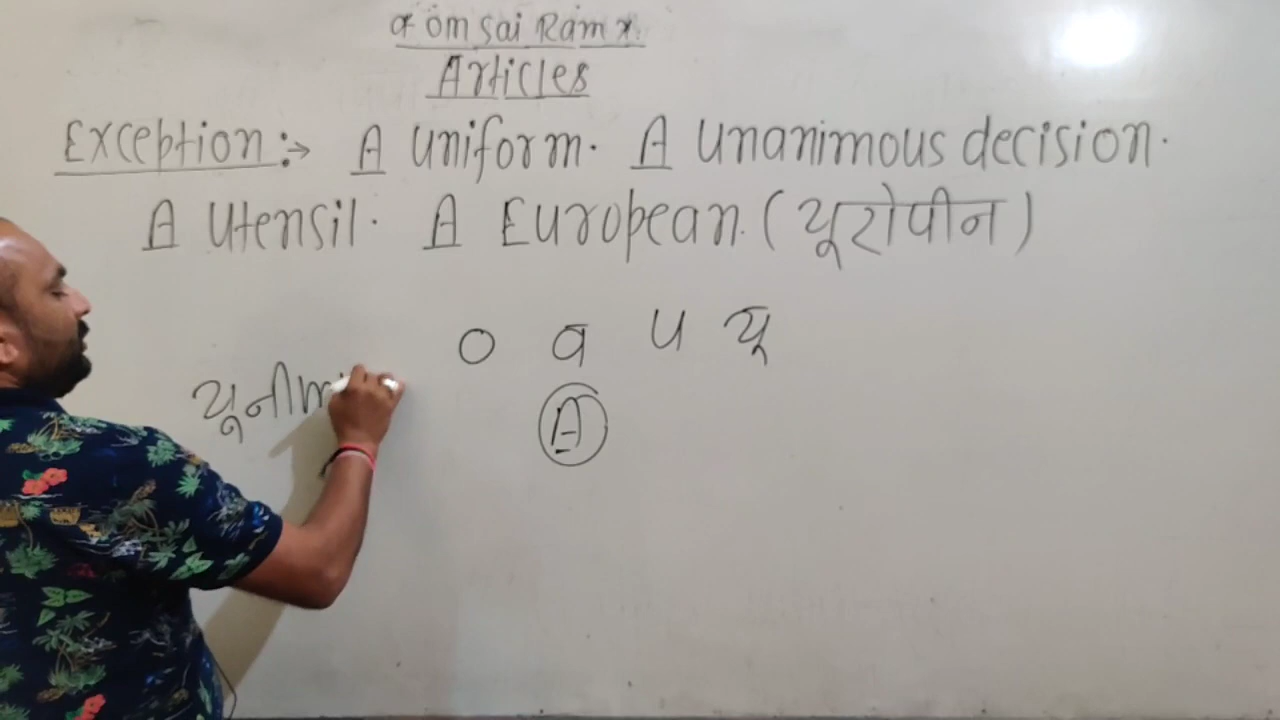 x om sai Ram x.
Articles
Exception:→ A uniform. A unanimous decision.
A Utensil. A European. (यूरोपीन)
O व U यू
A